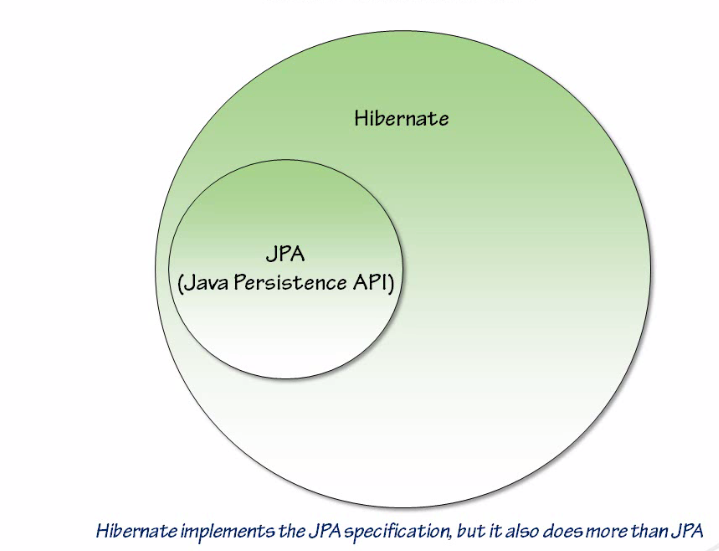 Hibernate
JPA
(Java Persistence API)
Hibernate implements the JPA specification, but it also does more than JPA